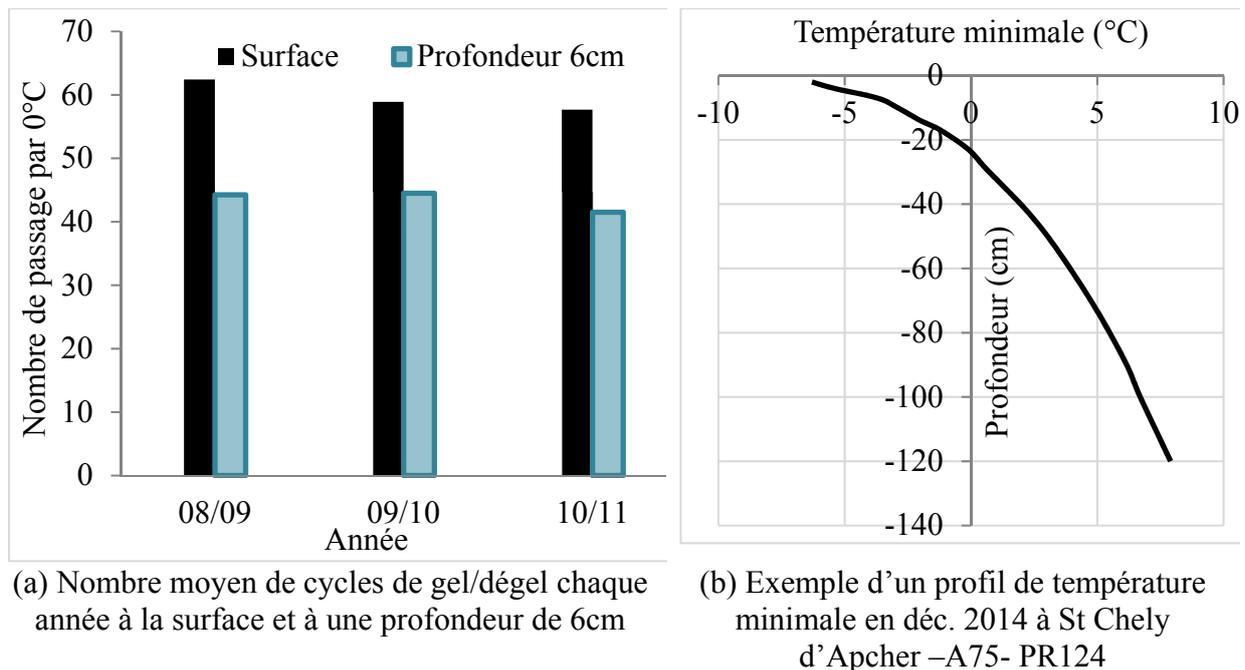 70
60
50
40
30
20
10
0
Nombre de passage par 0°C
Surface
Profondeur 6cm
08/09
09/10
10/11
Année
(a) Nombre moyen de cycles de gel/dégel chaque
année à la surface et à une profondeur de 6cm
Température minimale (°C)
0
-10
-5
0
5
10
-20
-40
-60
-80
-100
-120
-140
Profondeur (cm)
(b) Exemple d'un profil de température
minimale en déc. 2014 à St Chely
d'Apcher –A75- PR124